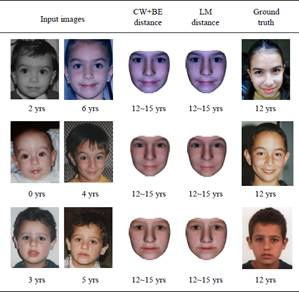 Input images CW+BE distance LM distance Ground truth
2 yrs 6 yrs 12~15 yrs 12~15 yrs 12 yrs
0 yrs 4 yrs 12~15 yrs 12~15 yrs 12 yrs
3 yrs 5 yrs 12~15 yrs 12~15 yrs 12 yrs